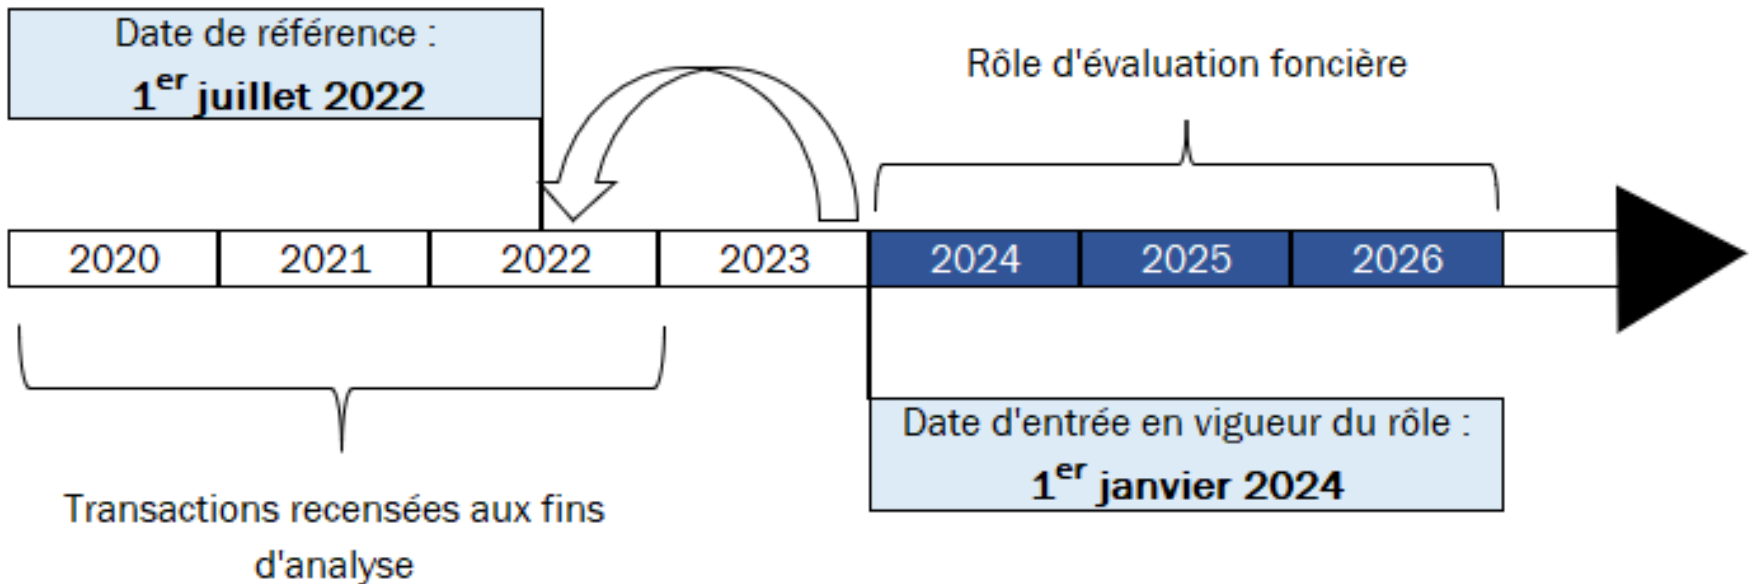 Date de référence :
1er juillet 2022
Rôle d'évaluation foncière
2020 2021 2022 2023 2024 2025 2026
Date d'entrée en vigueur du rôle :
1er janvier 2024
Transactions recensées aux fins
d'analyse